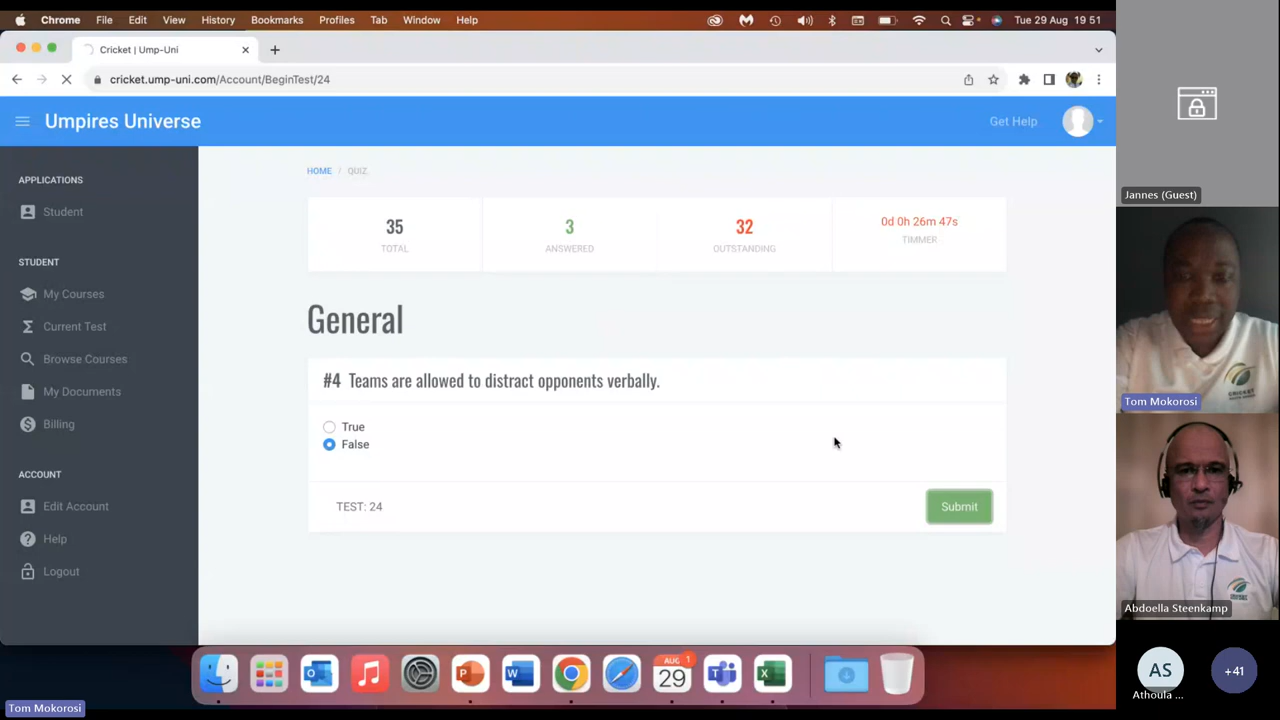 Chrome File Edit View History Bookmarks Profiles Tab Window Help Tue 29 Aug 19 51
Cricket | Ump-Uni
cricket.ump-uni.com/Account/BeginTest/24
Umpires Universe
Get Help
APPLICATIONS
Student
STUDENT
My Courses
Current Test
Browse Courses
My Documents
Billing
ACCOUNT
Edit Account
Help
Logout
HOME / QUIZ
35
TOTAL
3
ANSWERED
32
OUTSTANDING
0d 0h 26m 47s
TIMMER
General
#4 Teams are allowed to distract opponents verbally.
True
False
TEST: 24
Submit
AUG 1
29
Tom Mokorosi
Jannes (Guest)
Tom Mokorosi
Abdoella Steenkamp
AS
Athoula ...
+41